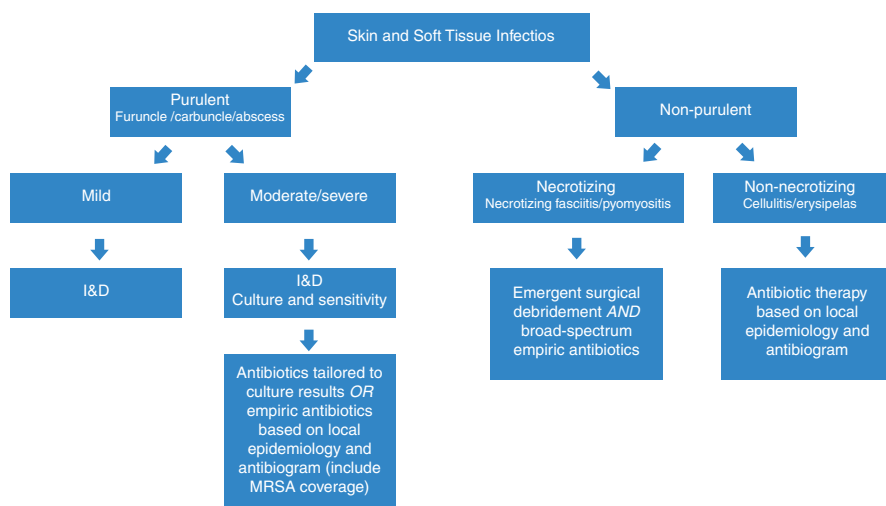 Skin and Soft Tissue Infectios
Purulent
Furuncle /carbuncle/abscess
Non-purulent
Mild
Moderate/severe
Necrotizing
Necrotizing fasciitis/pyomyositis
Non-necrotizing
Cellulitis/erysipelas
I&D
I&D
Culture and sensitivity
Emergent surgical
debridement AND
broad-spectrum
empiric antibiotics
Antibiotic therapy
based on local
epidemiology and
antibiogram
Antibiotics tailored to
culture results OR
empiric antibiotics
based on local
epidemiology and
antibiogram (include
MRSA coverage)